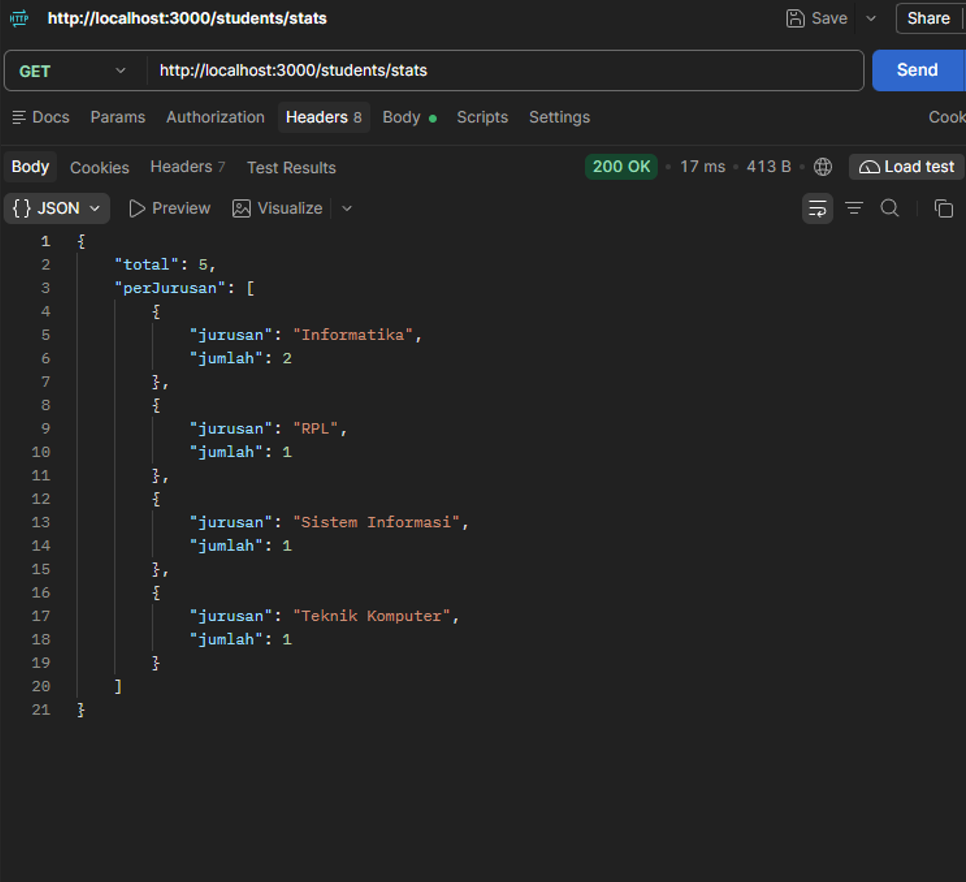 HTTP http://localhost:3000/students/stats Save Share
GET http://localhost:3000/students/stats Send
Docs Params Authorization Headers 8 Body Scripts Settings Cook
Body Cookies Headers 7 Test Results 200 OK • 17 ms • 413 B • Load test
{} JSON Preview Visualize
1 {
2 "total": 5,
3 "perJurusan": [
4 {
5 "jurusan": "Informatika",
6 "jumlah": 2
7 },
8 {
9 "jurusan": "RPL",
10 "jumlah": 1
11 },
12 {
13 "jurusan": "Sistem Informasi",
14 "jumlah": 1
15 },
16 {
17 "jurusan": "Teknik Komputer",
18 "jumlah": 1
19 }
20 ]
21 }